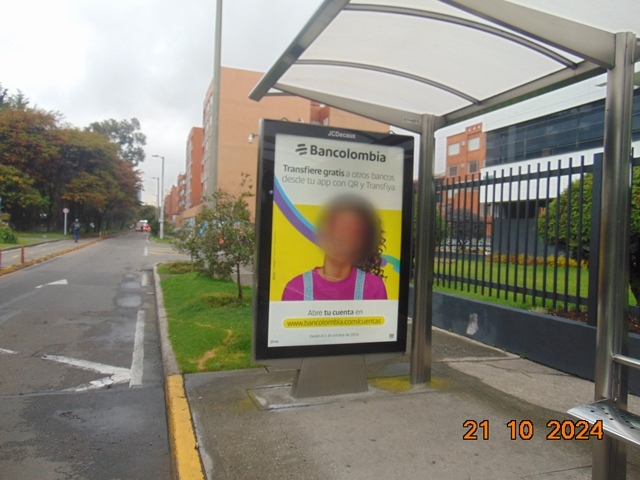 JCDecaux
Bancolombia
Transfiere gratis a otros bancos
desde tu app con QR y Transfiya
Abre tu cuenta en
www.bancolombia.com/cuentas
21 10 2024